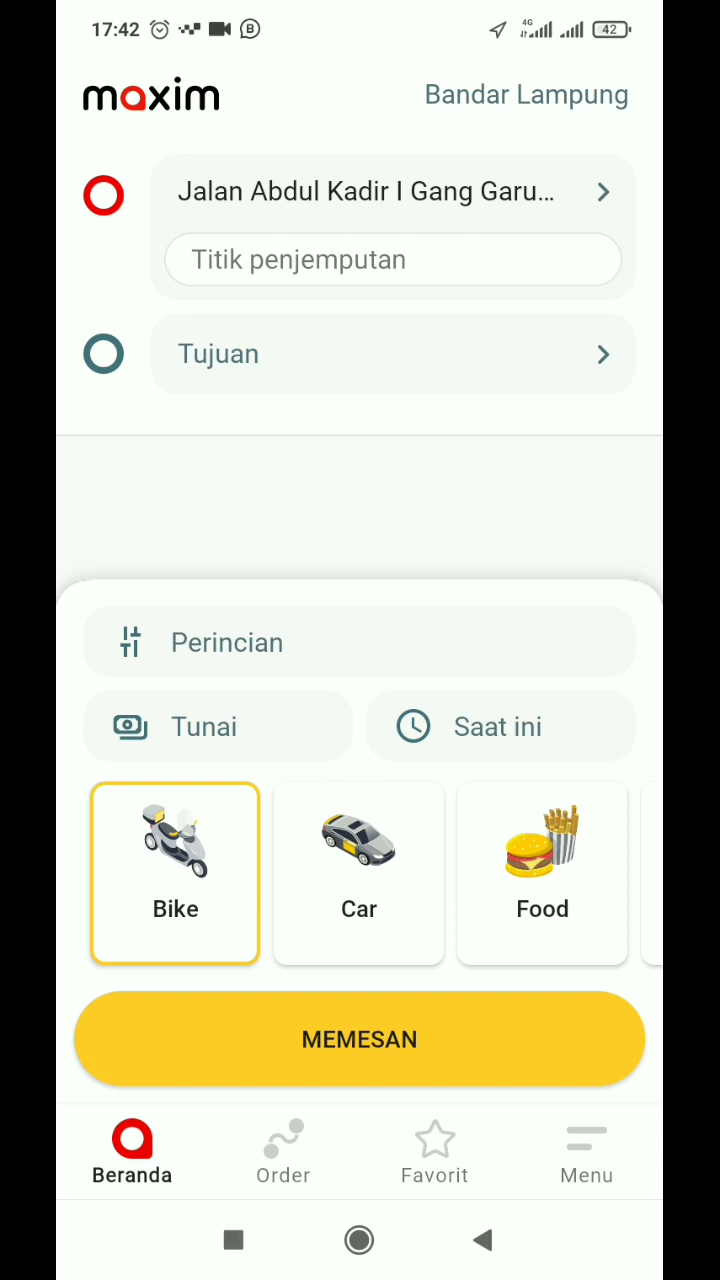 17:42 B 4G 42
maxim Bandar Lampung
Jalan Abdul Kadir I Gang Garu...
Titik penjemputan
Tujuan
Perincian
Tunai Saat ini
Bike Car Food
MEMESAN
Beranda Order Favorit Menu